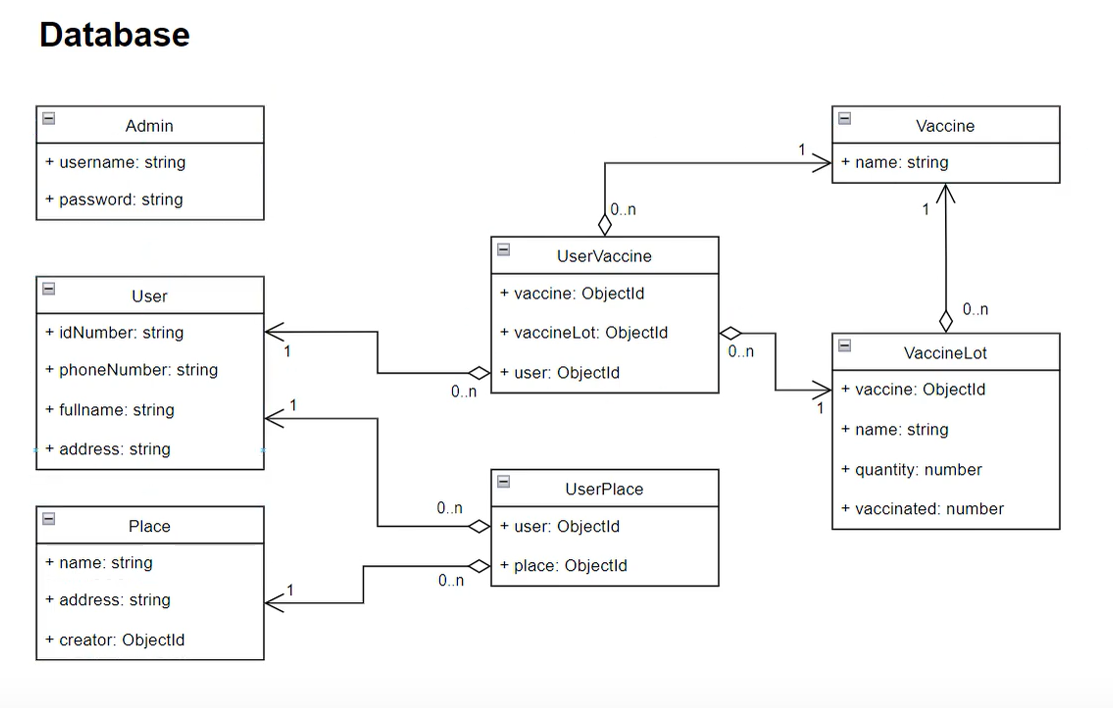 Database
Admin
+ username: string
+ password: string
User
+ idNumber: string
+ phoneNumber: string
+ fullname: string
+ address: string
Place
+ name: string
+ address: string
+ creator: ObjectId
UserVaccine
+ vaccine: ObjectId
+ vaccineLot: ObjectId
+ user: ObjectId
UserPlace
+ user: ObjectId
+ place: ObjectId
Vaccine
+ name: string
VaccineLot
+ vaccine: ObjectId
+ name: string
+ quantity: number
+ vaccinated: number
1
0..n
1
0..n
1
0..n
1
0..n
1
0..n
1
0..n